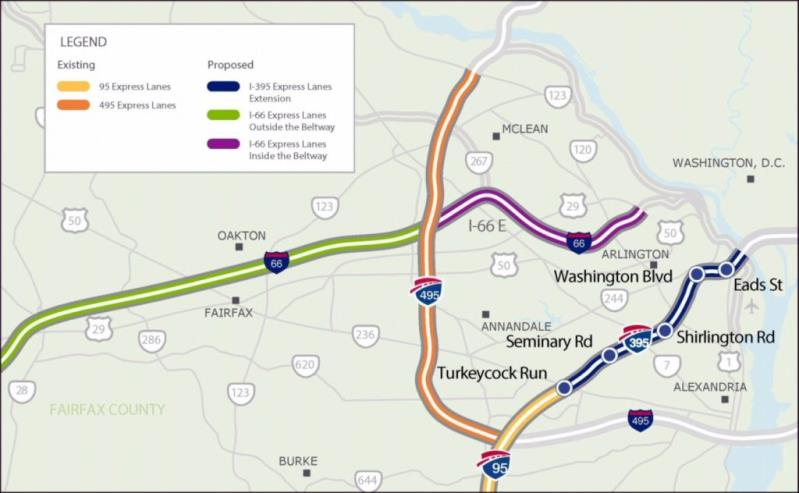 LEGEND
Existing
Proposed
95 Express Lanes
495 Express Lanes
I-395 Express Lanes
Extension
I-66 Express Lanes
Outside the Beltway
I-66 Express Lanes
Inside the Beltway
123
MCLEAN
267
120
WASHINGTON, D.C.
123
29
50
50
OAKTON
I-66 E
66
66
ARLINGTON
50
Washington Blvd
Eads St
495
244
FAIRFAX
29
286
ANNANDALE
236
Seminary Rd
395
Shirlington Rd
620
Turkeycock Run
7
1
28
123
ALEXANDRIA
FAIRFAX COUNTY
495
BURKE
95
644